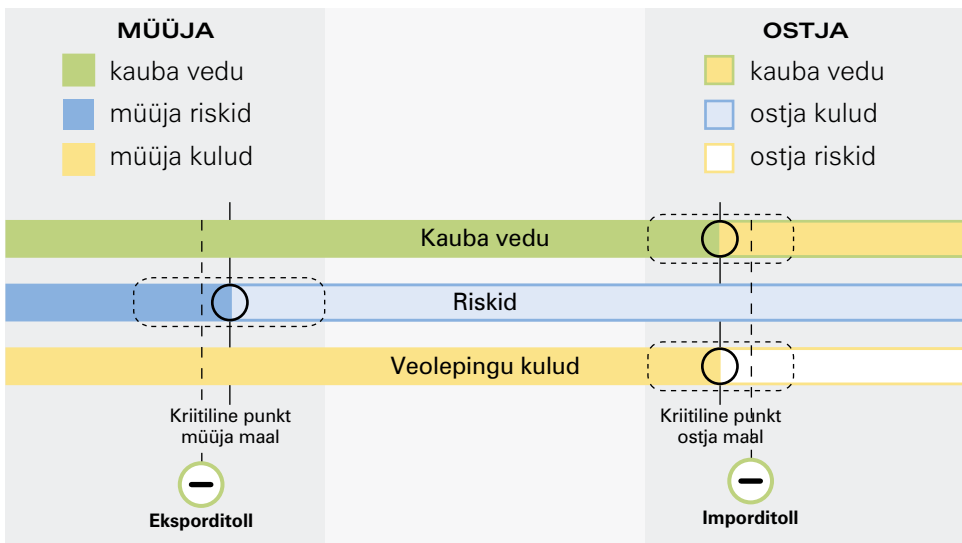 MÜÜJA
kauba vedu
müüja riskid
müüja kulud
OSTJA
kauba vedu
ostja kulud
ostja riskid
Kauba vedu
Riskid
Veolepingu kulud
Kriitiline punkt
müüja maal
Kriitiline punkt
ostja maal
Eksporditoll
Imporditoll